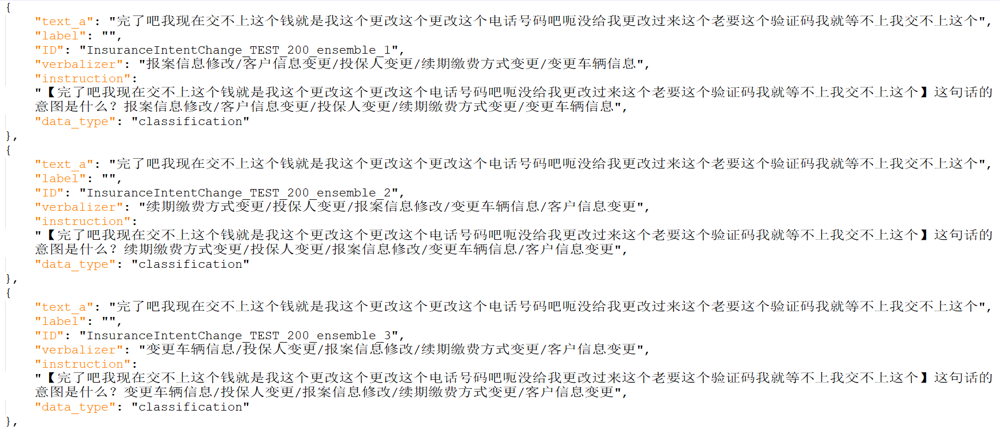 {
"text_a": "完了吧我现在交不上这个钱就是我这个更改这个更改这个电话号码吧呃没给我更改过来这个老要这个验证码我就等不上我交不上这个",
"label": "",
"ID": "InsuranceIntentChange_TEST_200_ensemble_1",
"verbalizer": "报案信息修改/客户信息变更/投保人变更/续期缴费方式变更/变更车辆信息",
"instruction":
"【完了吧我现在交不上这个钱就是我这个更改这个更改这个电话号码吧呃没给我更改过来这个老要这个验证码我就等不上我交不上这个】这句话的
意图是什么？报案信息修改/客户信息变更/投保人变更/续期缴费方式变更/变更车辆信息",
"data_type": "classification"
},
{
"text_a": "完了吧我现在交不上这个钱就是我这个更改这个更改这个电话号码吧呃没给我更改过来这个老要这个验证码我就等不上我交不上这个",
"label": "",
"ID": "InsuranceIntentChange_TEST_200_ensemble_2",
"verbalizer": "续期缴费方式变更/投保人变更/报案信息修改/变更车辆信息/客户信息变更",
"instruction":
"【完了吧我现在交不上这个钱就是我这个更改这个更改这个电话号码吧呃没给我更改过来这个老要这个验证码我就等不上我交不上这个】这句话的
意图是什么？续期缴费方式变更/投保人变更/报案信息修改/变更车辆信息/客户信息变更",
"data_type": "classification"
},
{
"text_a": "完了吧我现在交不上这个钱就是我这个更改这个更改这个电话号码吧呃没给我更改过来这个老要这个验证码我就等不上我交不上这个",
"label": "",
"ID": "InsuranceIntentChange_TEST_200_ensemble_3",
"verbalizer": "变更车辆信息/投保人变更/报案信息修改/续期缴费方式变更/客户信息变更",
"instruction":
"【完了吧我现在交不上这个钱就是我这个更改这个更改这个电话号码吧呃没给我更改过来这个老要这个验证码我就等不上我交不上这个】这句话的
意图是什么？变更车辆信息/投保人变更/报案信息修改/续期缴费方式变更/客户信息变更",
"data_type": "classification"
},